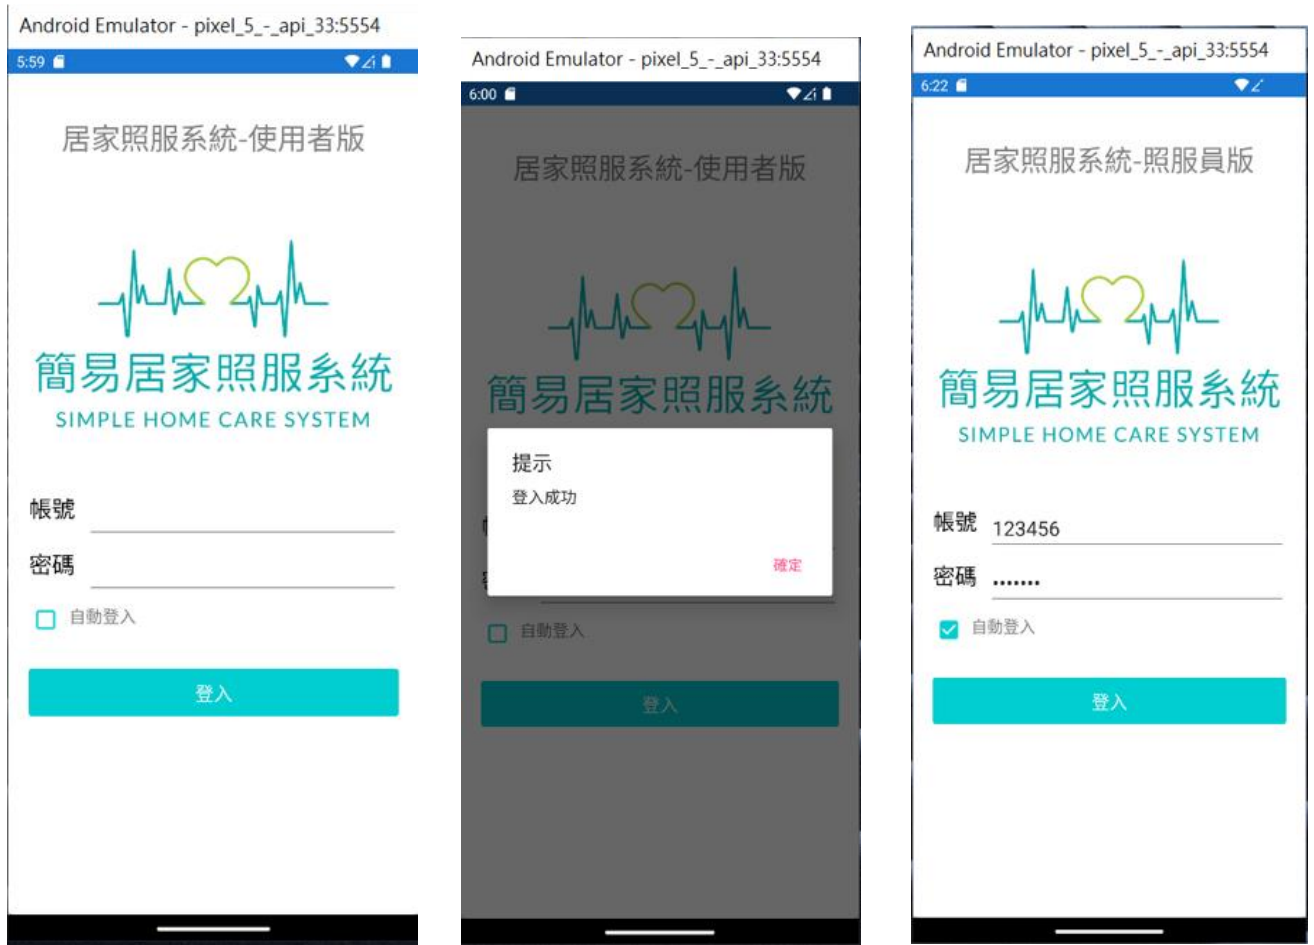 Android Emulator - pixel_5_-_api_33:5554
5:59
居家照服系統-使用者版
簡易居家照服系統
SIMPLE HOME CARE SYSTEM
帳號
密碼
自動登入
登入
Android Emulator - pixel_5_-_api_33:5554
6:00
居家照服系統-使用者版
簡易居家照服系統
提示
登入成功
確定
自動登入
登入
Android Emulator - pixel_5_-_api_33:5554
6:22
居家照服系統-照服員版
簡易居家照服系統
SIMPLE HOME CARE SYSTEM
帳號 123456
密碼 .......
自動登入
登入